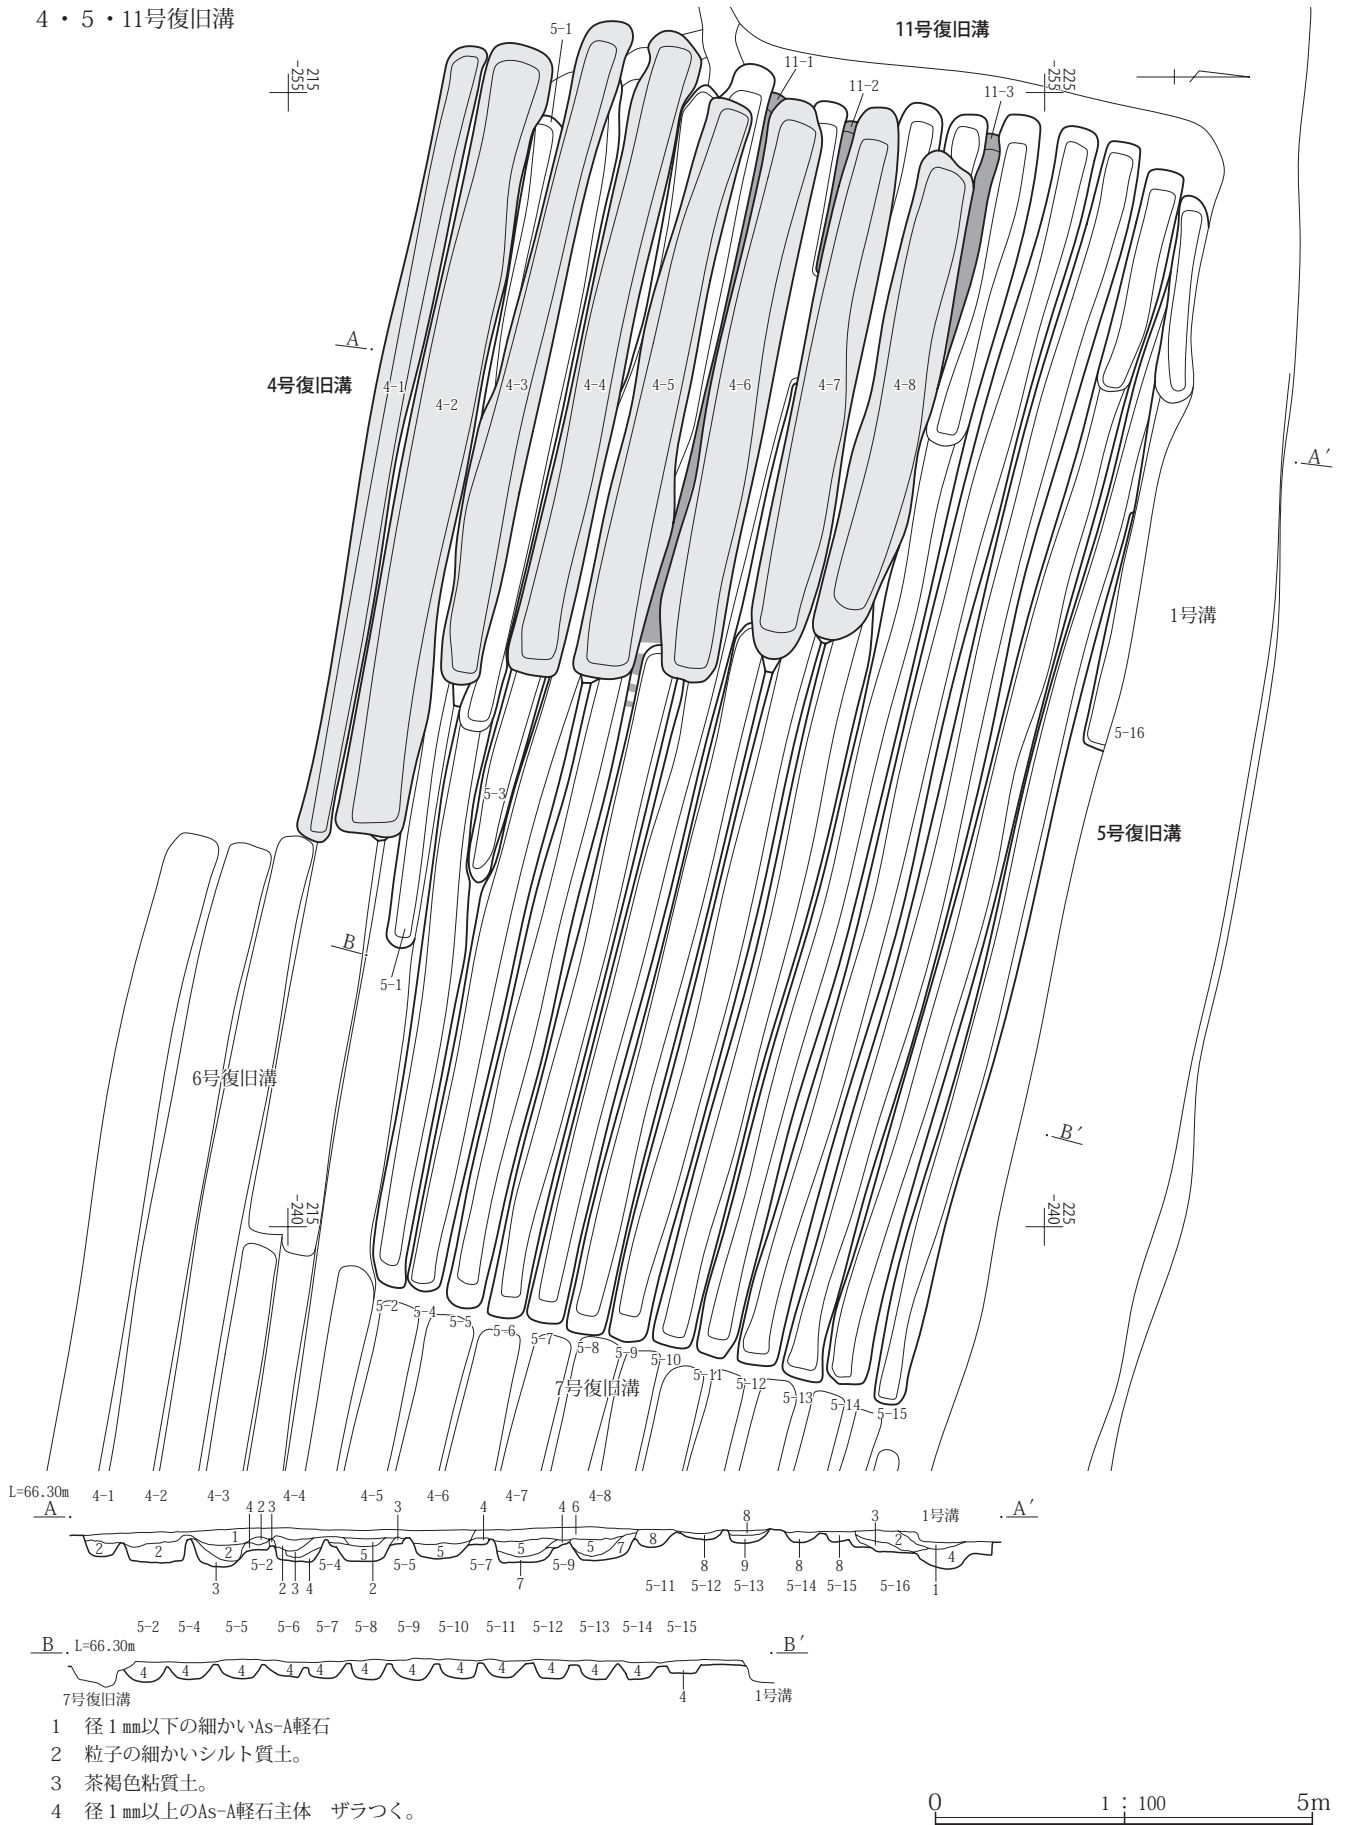 4・5・11号復旧溝
5-1
11号復旧溝
215
-255
225
-255
11-1
11-2
11-3
A
A′
4号復旧溝
4-1
4-2
4-3
4-4
4-5
4-6
4-7
4-8
1号溝
5-16
5-3
5号復旧溝
B
5-1
6号復旧溝
B′
215
-240
225
-240
5-2
5-4
5-5
5-6
5-7
5-8
5-9
5-10
5-11
5-12
5-13
5-14
5-15
7号復旧溝
L=66.30m 4-1 4-2 4-3 4-4 4-5 4-6 4-7 4-8
A 4 2 3 3 4 4 6 8 3 1号溝 A′
2 2 1 2 5 5 5 5 7 8 2 4
3 5-2 2 3 4 5-4 2 5-5 5-7 7 5-9 8 9 8 8 1
5-11 5-12 5-13 5-14 5-15 5-16
5-2 5-4 5-5 5-6 5-7 5-8 5-9 5-10 5-11 5-12 5-13 5-14 5-15
B L=66.30m B′
4 4 4 4 4 4 4 4 4 4 4 4 4
7号復旧溝 1号溝
1 径1㎜以下の細かいAs-A軽石
2 粒子の細かいシルト質土。
3 茶褐色粘質土。
4 径1㎜以上のAs-A軽石主体 ザラつく。
0 1：100 5m